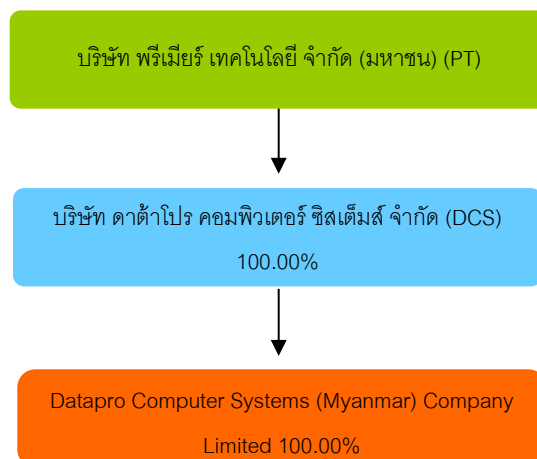 บริษัท พรีเมียร์ เทคโนโลยี จำกัด (มหาชน) (PT)
บริษัท ดาต้าโปร คอมพิวเตอร์ ซิสเต็มส์ จำกัด (DCS)
100.00%
Datapro Computer Systems (Myanmar) Company
Limited 100.00%